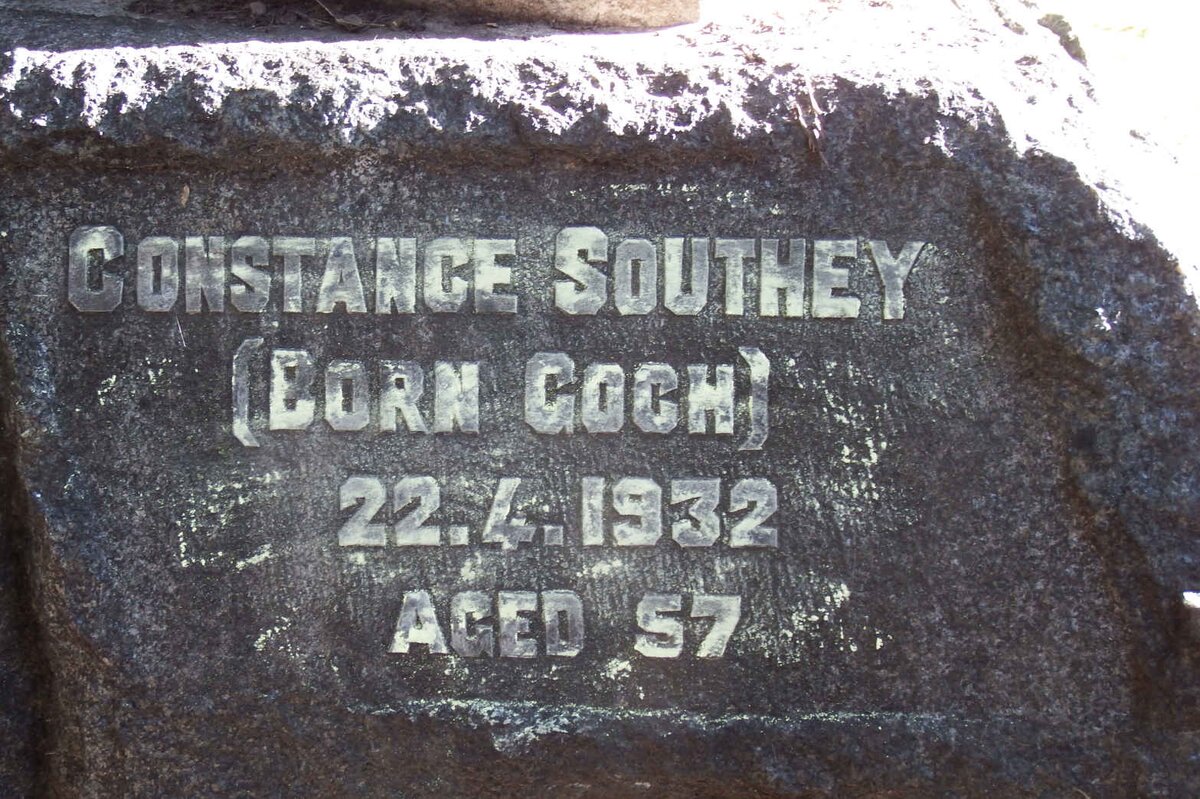 CONSTANCE SOUTHEY
(BORN GOCH)
22.4.1932
AGED 57